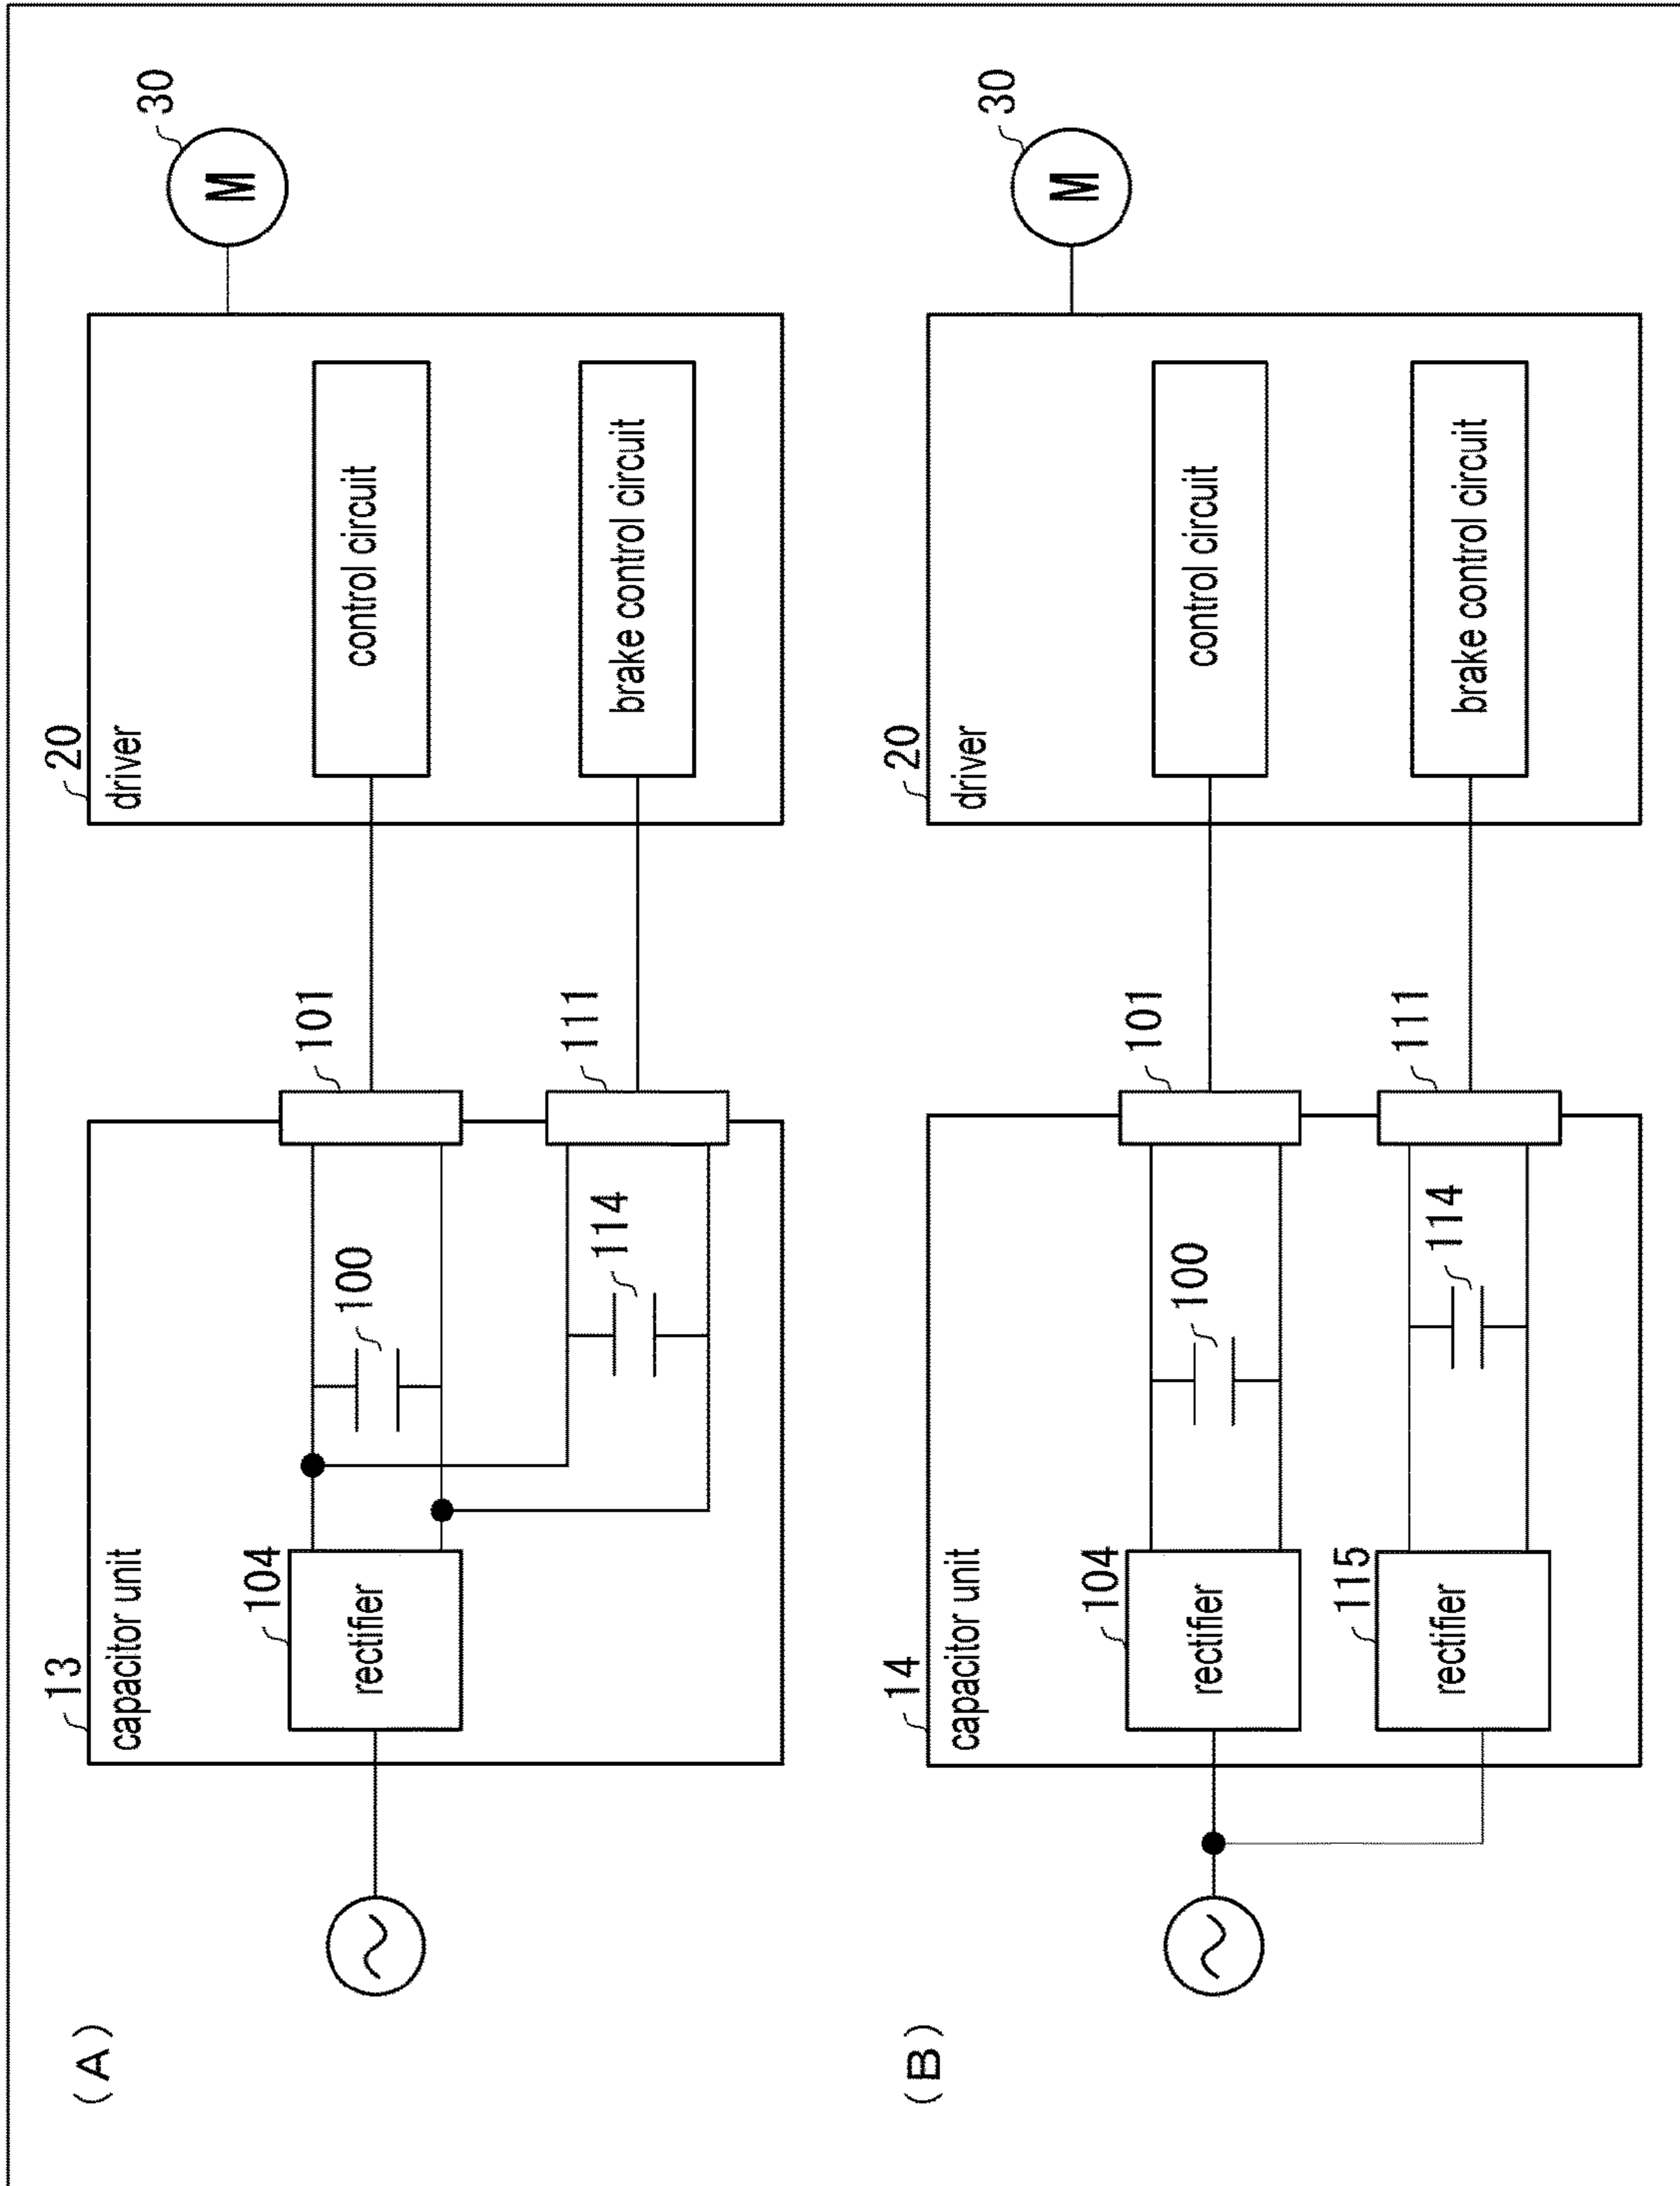 (A)
13
capacitor unit
104
rectifier
100
114
101
111
20
driver
control circuit
brake control circuit
30
M
(B)
14
capacitor unit
104
rectifier
115
rectifier
100
114
101
111
20
driver
control circuit
brake control circuit
30
M